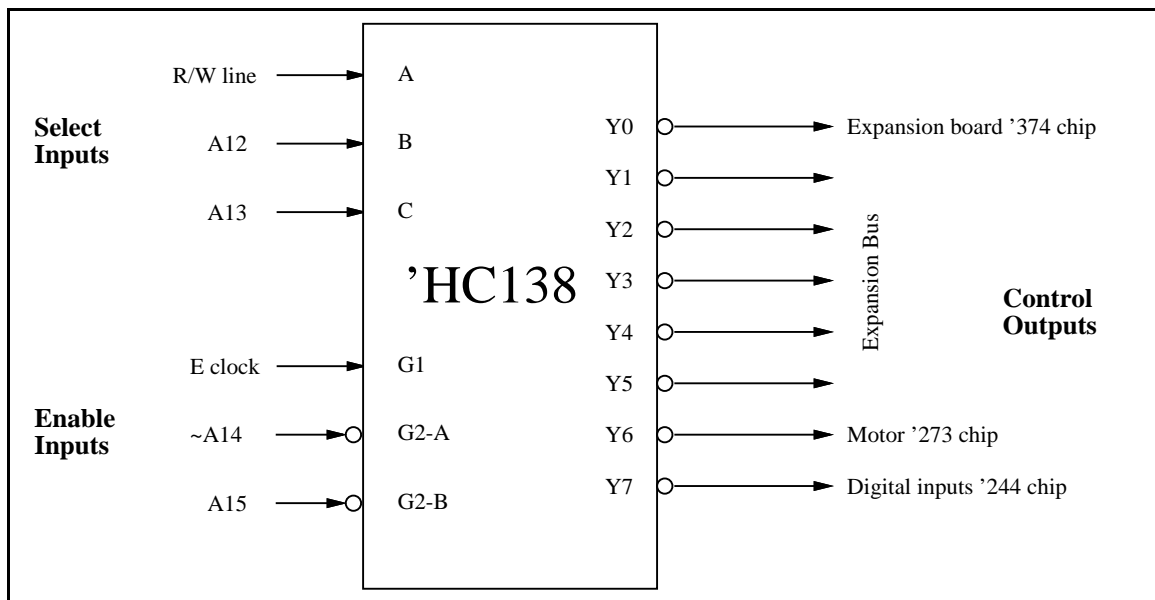 Select
Inputs
R/W line
A12
A13
Enable
Inputs
E clock
~A14
A15
A
B
C
’HC138
G1
G2-A
G2-B
Y0
Y1
Y2
Y3
Y4
Y5
Y6
Y7
Expansion board ’374 chip
Expansion Bus
Motor ’273 chip
Digital inputs ’244 chip
Control
Outputs